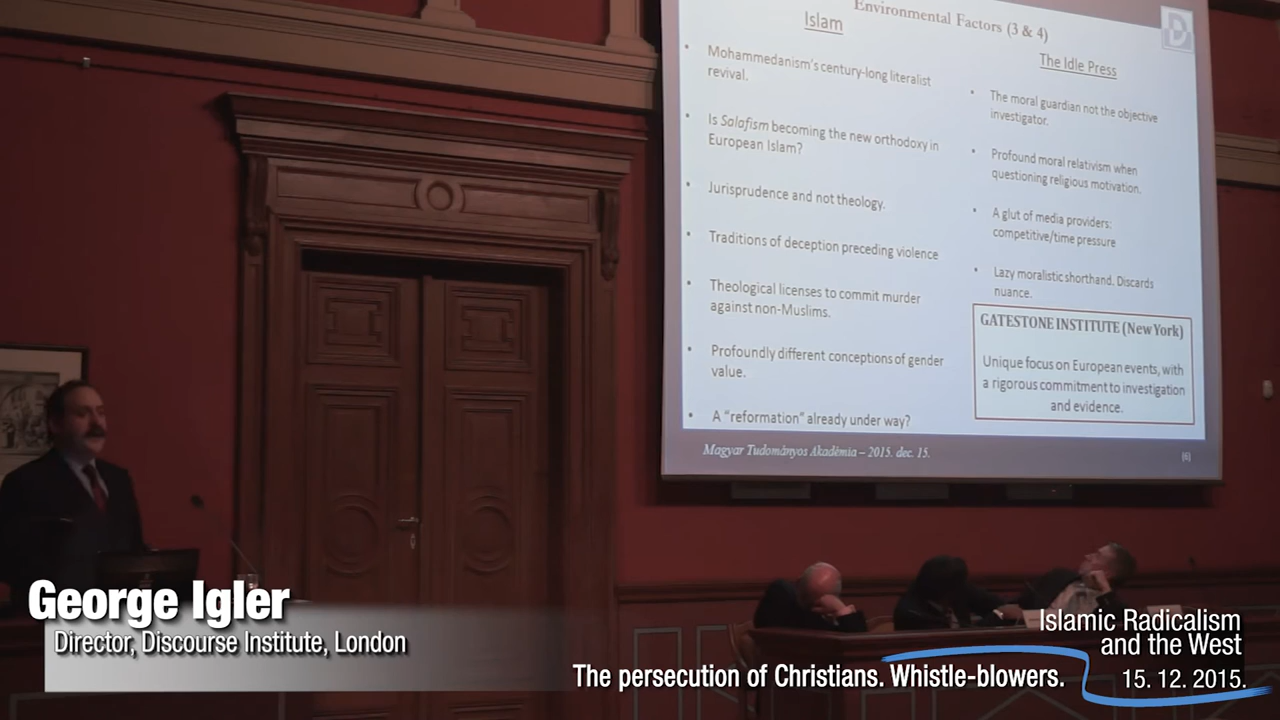 Environmental Factors (3 & 4)
D
Islam
• Mohammedanism's century-long literalist
revival.
• Is Salafism becoming the new orthodoxy in
European Islam?
• Jurisprudence and not theology.
• Traditions of deception preceding violence
• Theological licenses to commit murder
against non-Muslims.
• Profoundly different conceptions of gender
value.
• A “reformation” already under way?
The Idle Press
• The moral guardian not the objective
investigator.
• Profound moral relativism when
questioning religious motivation.
• A glut of media providers:
competitive/time pressure
• Lazy moralistic shorthand. Discards
nuance.
GATESTONE INSTITUTE (New York)
Unique focus on European events, with
a rigorous commitment to investigation
and evidence.
Magyar Tudományos Akadémia – 2015. dec. 15.
[6]
George Igler
Director, Discourse Institute, London
Islamic Radicalism
and the West
The persecution of Christians. Whistle-blowers.
15. 12. 2015.